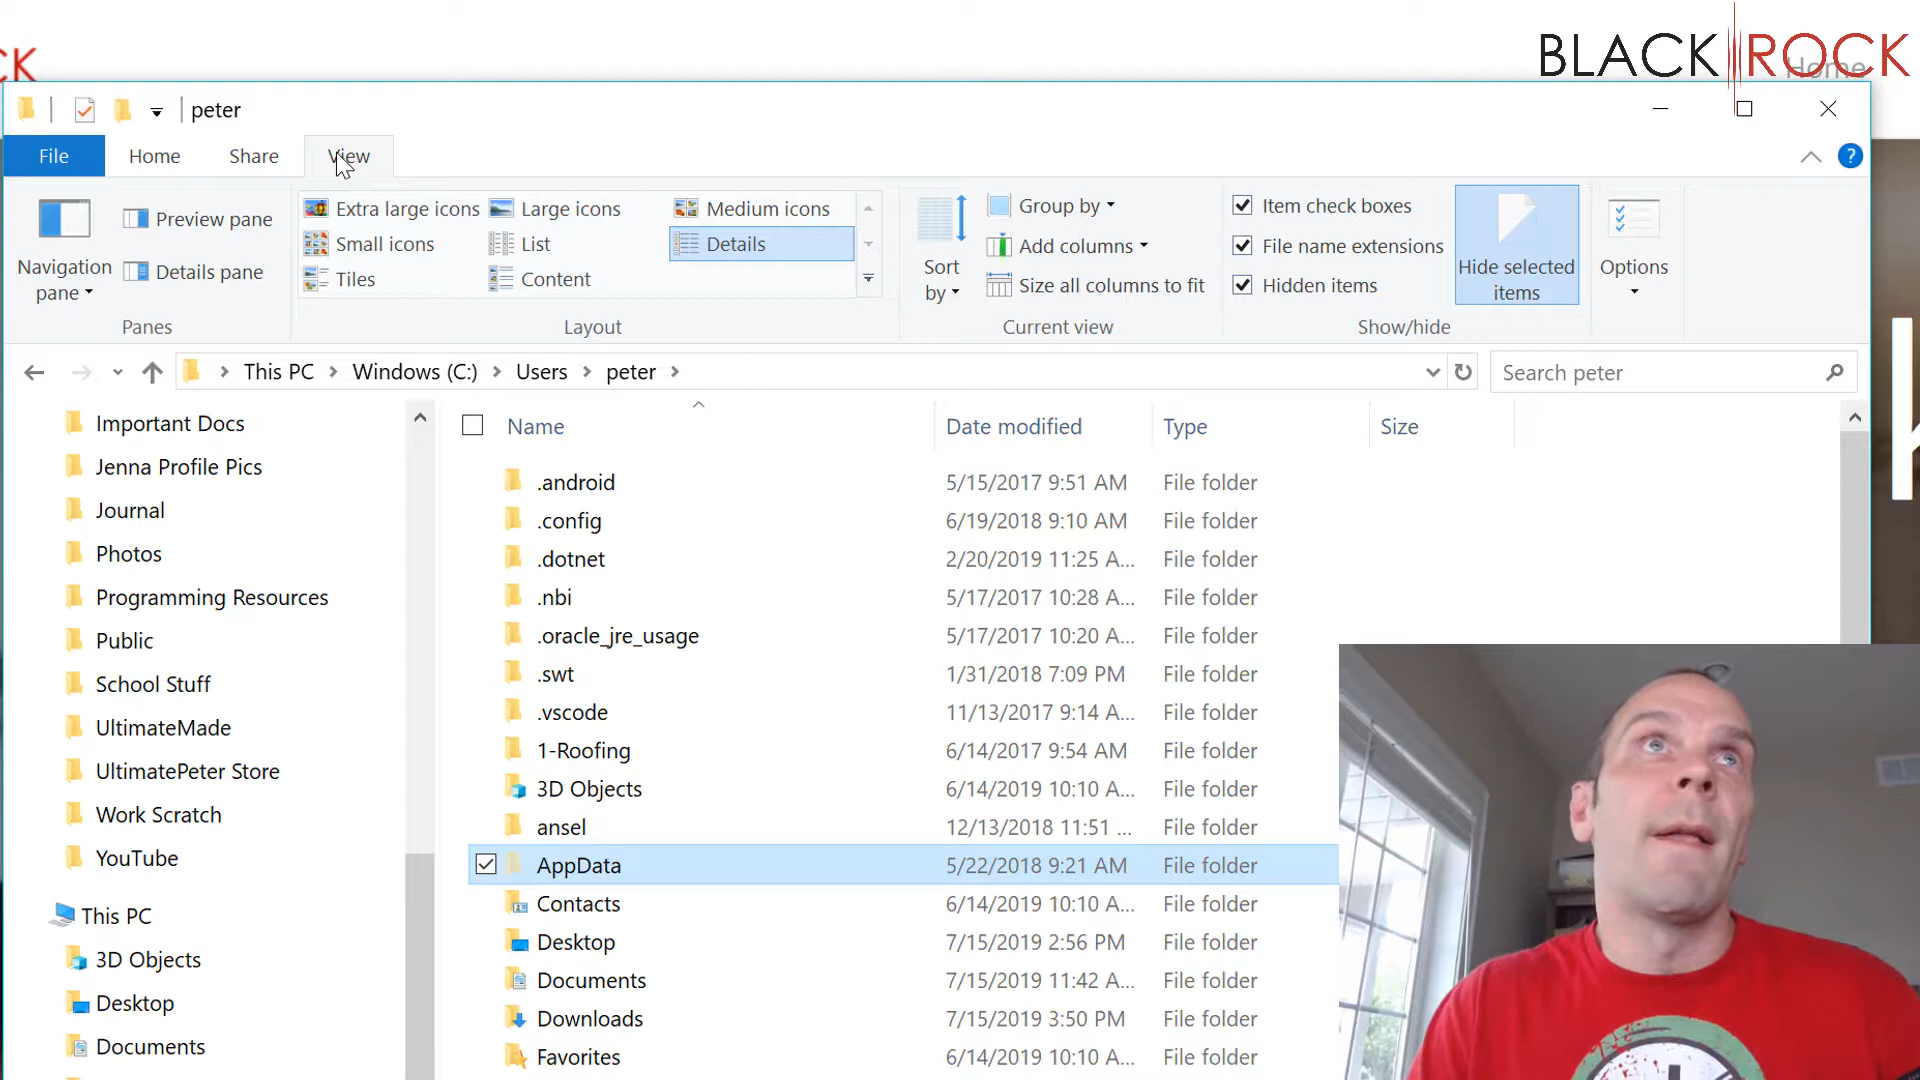 BLACK ROCK
CK
Home
peter
File Home Share View
Navigation pane
Preview pane
Details pane
Panes
Extra large icons Large icons Medium icons
Small icons List Details
Tiles Content
Layout
Sort by
Group by
Add columns
Size all columns to fit
Current view
Item check boxes
File name extensions
Hidden items
Hide selected items
Show/hide
Options
This PC Windows (C:) Users peter
Search peter
Important Docs
Jenna Profile Pics
Journal
Photos
Programming Resources
Public
School Stuff
UltimateMade
UltimatePeter Store
Work Scratch
YouTube
This PC
3D Objects
Desktop
Documents
Name Date modified Type Size
.android 5/15/2017 9:51 AM File folder
.config 6/19/2018 9:10 AM File folder
.dotnet 2/20/2019 11:25 A... File folder
.nbi 5/17/2017 10:28 A... File folder
.oracle_jre_usage 5/17/2017 10:20 A... File folder
.swt 1/31/2018 7:09 PM File folder
.vscode 11/13/2017 9:14 A... File folder
1-Roofing 6/14/2017 9:54 AM File folder
3D Objects 6/14/2019 10:10 A... File folder
ansel 12/13/2018 11:51 ... File folder
AppData 5/22/2018 9:21 AM File folder
Contacts 6/14/2019 10:10 A... File folder
Desktop 7/15/2019 2:56 PM File folder
Documents 7/15/2019 11:42 A... File folder
Downloads 7/15/2019 3:50 PM File folder
Favorites 6/14/2019 10:10 A... File folder